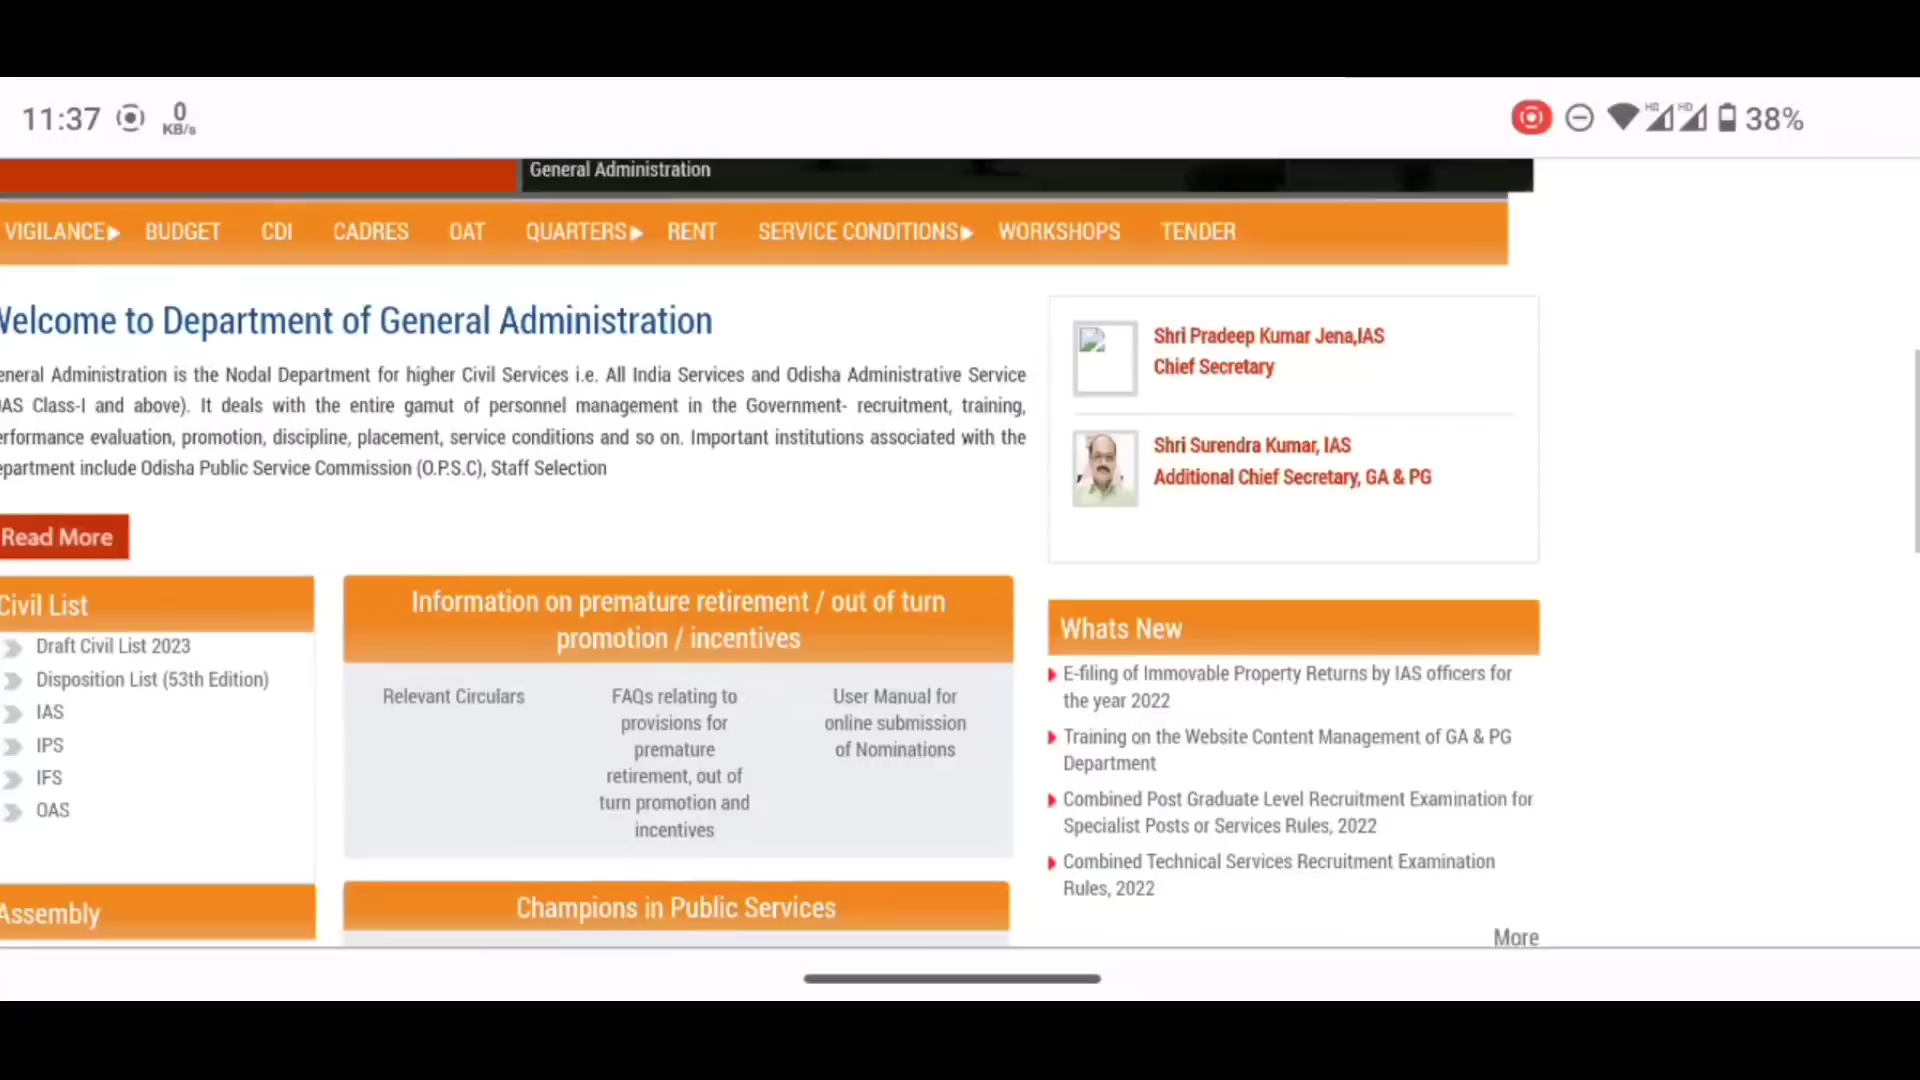 11:37 0 KB/s HD HD 38%
General Administration
VIGILANCE BUDGET CDI CADRES OAT QUARTERS RENT SERVICE CONDITIONS WORKSHOPS TENDER
Welcome to Department of General Administration
eneral Administration is the Nodal Department for higher Civil Services i.e. All India Services and Odisha Administrative Service
AS Class-I and above). It deals with the entire gamut of personnel management in the Government- recruitment, training,
erformance evaluation, promotion, discipline, placement, service conditions and so on. Important institutions associated with the
epartment include Odisha Public Service Commission (O.P.S.C), Staff Selection
Read More
Shri Pradeep Kumar Jena,IAS
Chief Secretary
Shri Surendra Kumar, IAS
Additional Chief Secretary, GA & PG
Civil List
Draft Civil List 2023
Disposition List (53th Edition)
IAS
IPS
IFS
OAS
Assembly
Information on premature retirement / out of turn
promotion / incentives
Relevant Circulars
FAQs relating to
provisions for
premature
retirement, out of
turn promotion and
incentives
User Manual for
online submission
of Nominations
Champions in Public Services
Whats New
E-filing of Immovable Property Returns by IAS officers for
the year 2022
Training on the Website Content Management of GA & PG
Department
Combined Post Graduate Level Recruitment Examination for
Specialist Posts or Services Rules, 2022
Combined Technical Services Recruitment Examination
Rules, 2022
More